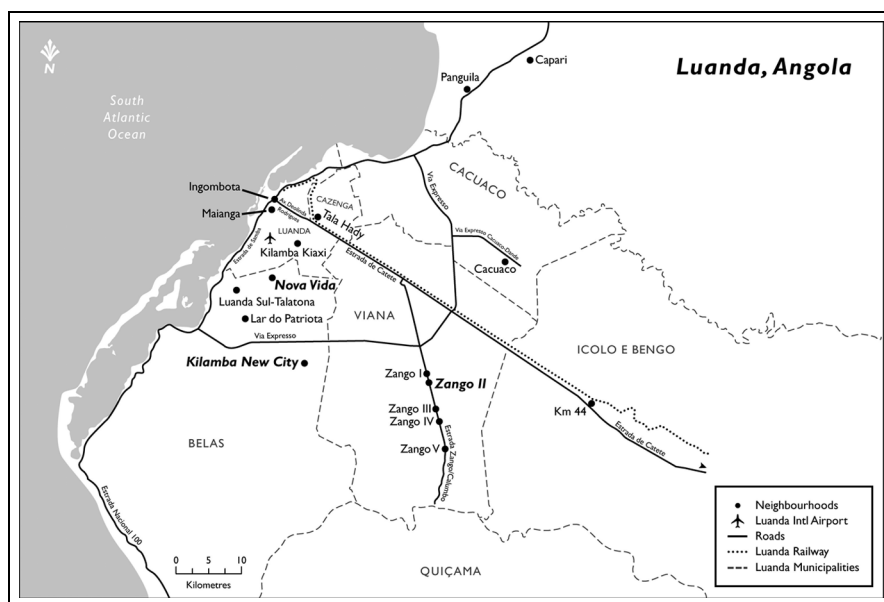 Luanda, Angola
N
South
Atlantic
Ocean
Capari
Panguila
CACUACO
Via Expresso
Ingombota
Maianga
Av. Deolinda
Rodrigues
CAZENGA
Tala Hady
LUANDA
Kilamba Kiaxi
Estrada de Samba
Estrada de Catete
Via Expresso Cacuaco-Dande
Cacuaco
Nova Vida
Luanda Sul-Talatona
Lar do Patriota
VIANA
Via Expresso
ICOLO E BENGO
Kilamba New City
Zango I
Zango II
Zango III
Zango IV
Zango V
Estrada Zango/Calumbo
Km 44
Estrada de Catete
BELAS
Estrada Nacional 100
QUIÇAMA
0 5 10
Kilometres
Neighbourhoods
Luanda Intl Airport
Roads
Luanda Railway
Luanda Municipalities